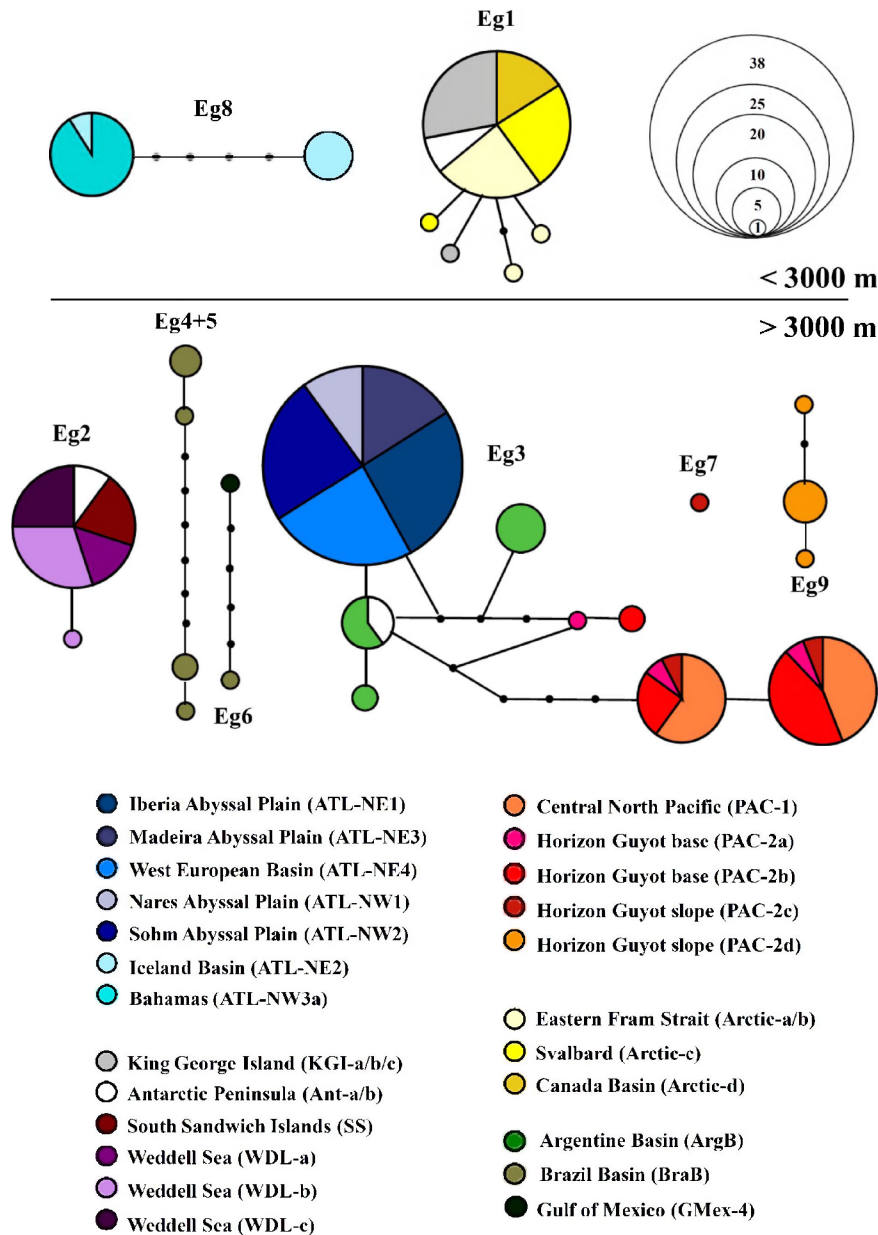 Eg1
Eg8
38
25
20
10
5
1
< 3000 m
> 3000 m
Eg4+5
Eg2
Eg3
Eg7
Eg9
Eg6
Iberia Abyssal Plain (ATL-NE1)
Madeira Abyssal Plain (ATL-NE3)
West European Basin (ATL-NE4)
Nares Abyssal Plain (ATL-NW1)
Sohm Abyssal Plain (ATL-NW2)
Iceland Basin (ATL-NE2)
Bahamas (ATL-NW3a)
King George Island (KGI-a/b/c)
Antarctic Peninsula (Ant-a/b)
South Sandwich Islands (SS)
Weddell Sea (WDL-a)
Weddell Sea (WDL-b)
Weddell Sea (WDL-c)
Central North Pacific (PAC-1)
Horizon Guyot base (PAC-2a)
Horizon Guyot base (PAC-2b)
Horizon Guyot slope (PAC-2c)
Horizon Guyot slope (PAC-2d)
Eastern Fram Strait (Arctic-a/b)
Svalbard (Arctic-c)
Canada Basin (Arctic-d)
Argentine Basin (ArgB)
Brazil Basin (BraB)
Gulf of Mexico (GMex-4)